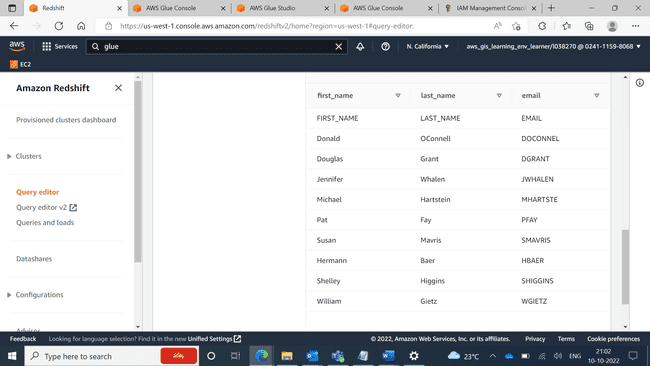 Redshift
AWS Glue Console
AWS Glue Studio
AWS Glue Console
IAM Management Cons
https://us-west-1.console.aws.amazon.com/redshiftv2/home?region=us-west-1#query-editor:
aws
Services
glue
N. California
aws_gis_learning_env_learner/l038270 @ 0241-1159-8068
EC2
Amazon Redshift
Provisioned clusters dashboard
Clusters
Query editor
Query editor v2
Queries and loads
Datashares
Configurations
Advisor
first_name last_name email
FIRST_NAME LAST_NAME EMAIL
Donald OConnell DOCONNEL
Douglas Grant DGRANT
Jennifer Whalen JWHALEN
Michael Hartstein MHARTSTE
Pat Fay PFAY
Susan Mavris SMAVRIS
Hermann Baer HBAER
Shelley Higgins SHIGGINS
William Gietz WGIETZ
Feedback
Looking for language selection? Find it in the new Unified Settings
© 2022, Amazon Web Services, Inc. or its affiliates.
Privacy
Terms
Cookie preferences
Type here to search
23°C
ENG
21:02
10-10-2022